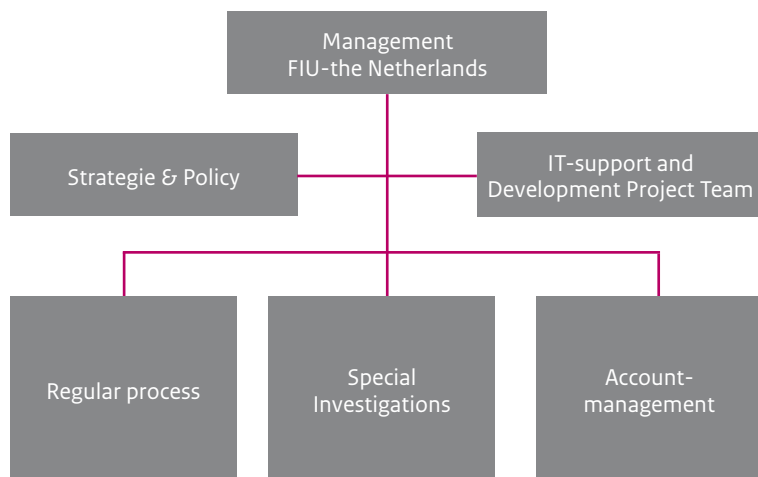 Management
FIU-the Netherlands
Strategie & Policy
IT-support and
Development Project Team
Regular process
Special
Investigations
Account-
management